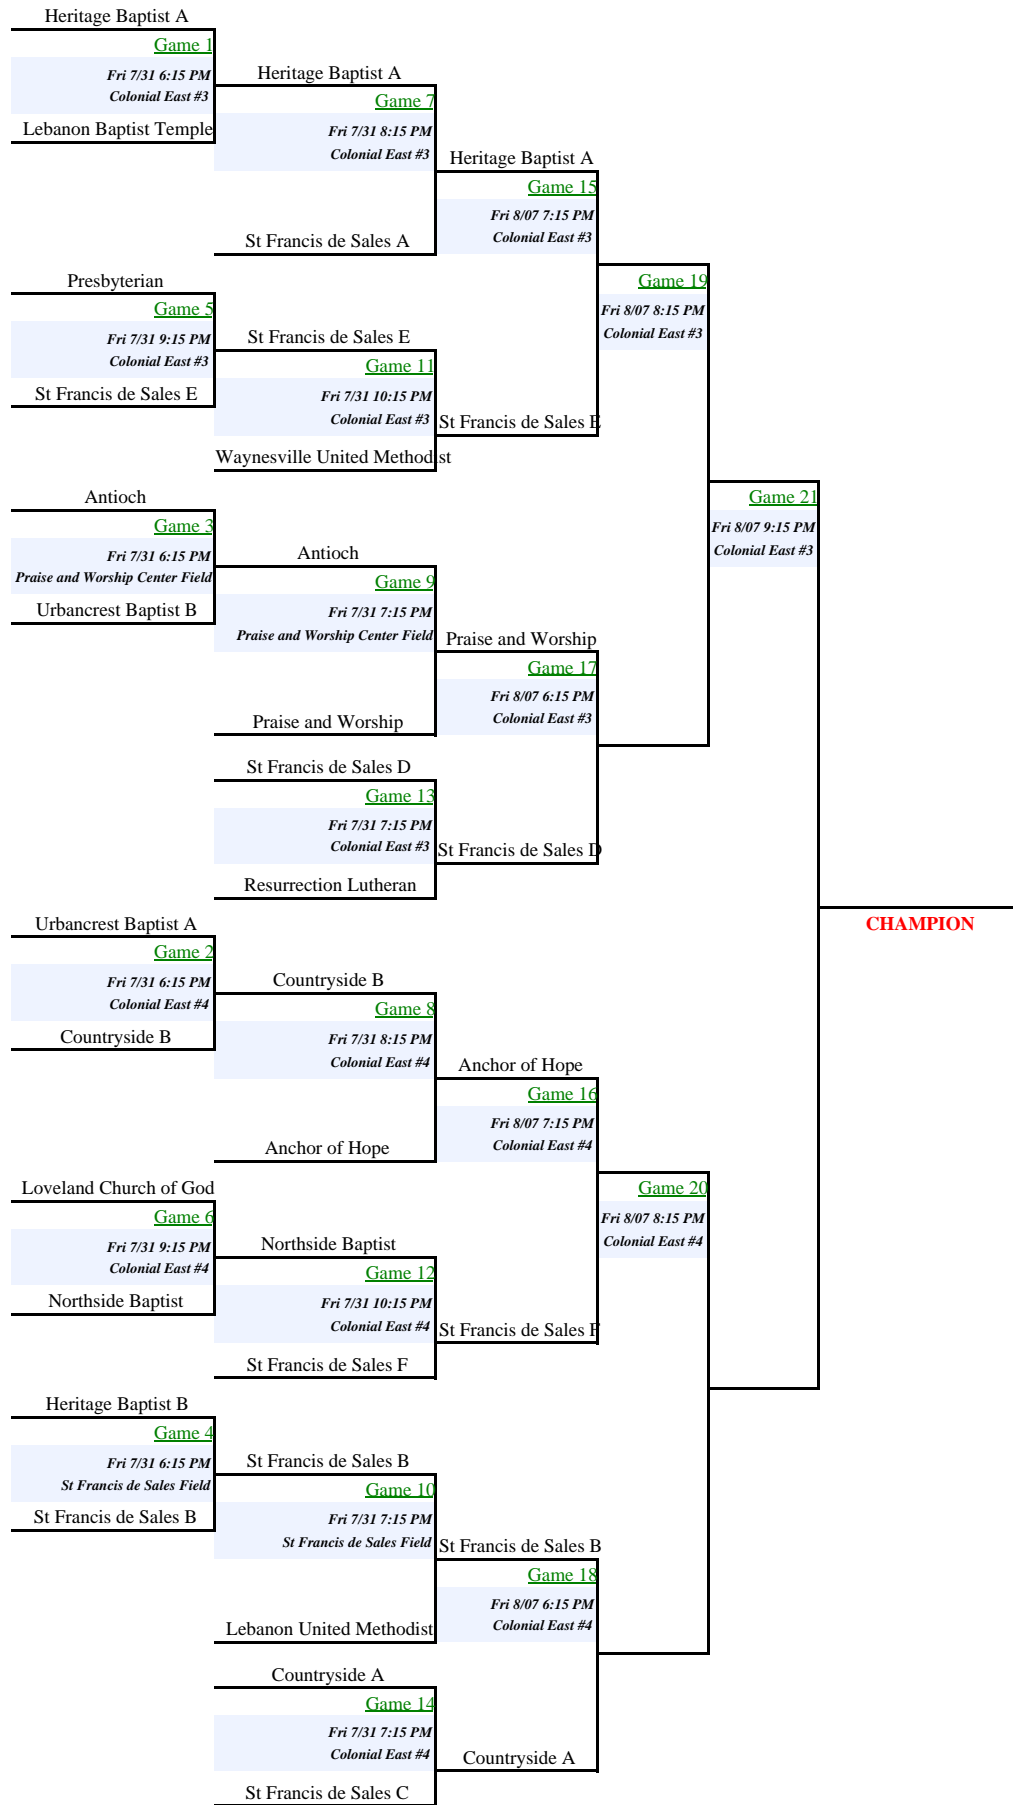 Heritage Baptist A
Game 1
Fri 7/31 6:15 PM
Colonial East #3
Lebanon Baptist Temple
Heritage Baptist A
Game 7
Fri 7/31 8:15 PM
Colonial East #3
St Francis de Sales A
Heritage Baptist A
Game 15
Fri 8/07 7:15 PM
Colonial East #3
Presbyterian
Game 5
Fri 7/31 9:15 PM
Colonial East #3
St Francis de Sales E
St Francis de Sales E
Game 11
Fri 7/31 10:15 PM
Colonial East #3
Waynesville United Methodist
St Francis de Sales E
Game 19
Fri 8/07 8:15 PM
Colonial East #3
Antioch
Game 3
Fri 7/31 6:15 PM
Praise and Worship Center Field
Urbancrest Baptist B
Antioch
Game 9
Fri 7/31 7:15 PM
Praise and Worship Center Field
Praise and Worship
Praise and Worship
Game 17
Fri 8/07 6:15 PM
Colonial East #3
St Francis de Sales D
Game 13
Fri 7/31 7:15 PM
Colonial East #3
Resurrection Lutheran
St Francis de Sales D
Game 21
Fri 8/07 9:15 PM
Colonial East #3
CHAMPION
Urbancrest Baptist A
Game 2
Fri 7/31 6:15 PM
Colonial East #4
Countryside B
Countryside B
Game 8
Fri 7/31 8:15 PM
Colonial East #4
Anchor of Hope
Anchor of Hope
Game 16
Fri 8/07 7:15 PM
Colonial East #4
Loveland Church of God
Game 6
Fri 7/31 9:15 PM
Colonial East #4
Northside Baptist
Northside Baptist
Game 12
Fri 7/31 10:15 PM
Colonial East #4
St Francis de Sales F
St Francis de Sales F
Game 20
Fri 8/07 8:15 PM
Colonial East #4
Heritage Baptist B
Game 4
Fri 7/31 6:15 PM
St Francis de Sales Field
St Francis de Sales B
St Francis de Sales B
Game 10
Fri 7/31 7:15 PM
St Francis de Sales Field
Lebanon United Methodist
St Francis de Sales B
Game 18
Fri 8/07 6:15 PM
Colonial East #4
Countryside A
Game 14
Fri 7/31 7:15 PM
Colonial East #4
St Francis de Sales C
Countryside A